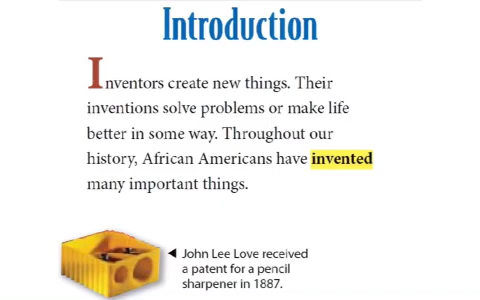 Introduction
Inventors create new things. Their
inventions solve problems or make life
better in some way. Throughout our
history, African Americans have invented
many important things.
◀ John Lee Love received
a patent for a pencil
sharpener in 1887.